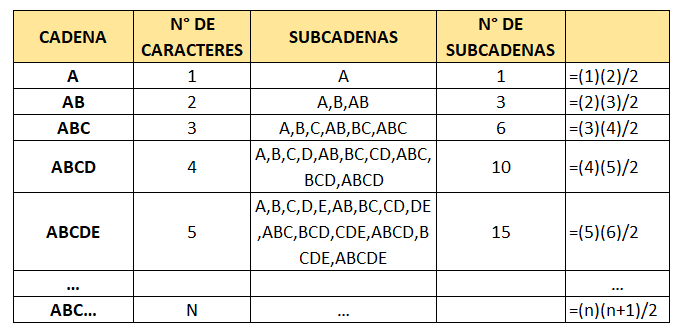 CADENA
N° DE
CARACTERES
SUBCADENAS
N° DE
SUBCADENAS
A
1
A
1
=(1)(2)/2
AB
2
A,B,AB
3
=(2)(3)/2
ABC
3
A,B,C,AB,BC,ABC
6
=(3)(4)/2
ABCD
4
A,B,C,D,AB,BC,CD,ABC,
BCD,ABCD
10
=(4)(5)/2
ABCDE
5
A,B,C,D,E,AB,BC,CD,DE
,ABC,BCD,CDE,ABCD,B
CDE,ABCDE
15
=(5)(6)/2
...
...
ABC...
N
...
=(n)(n+1)/2